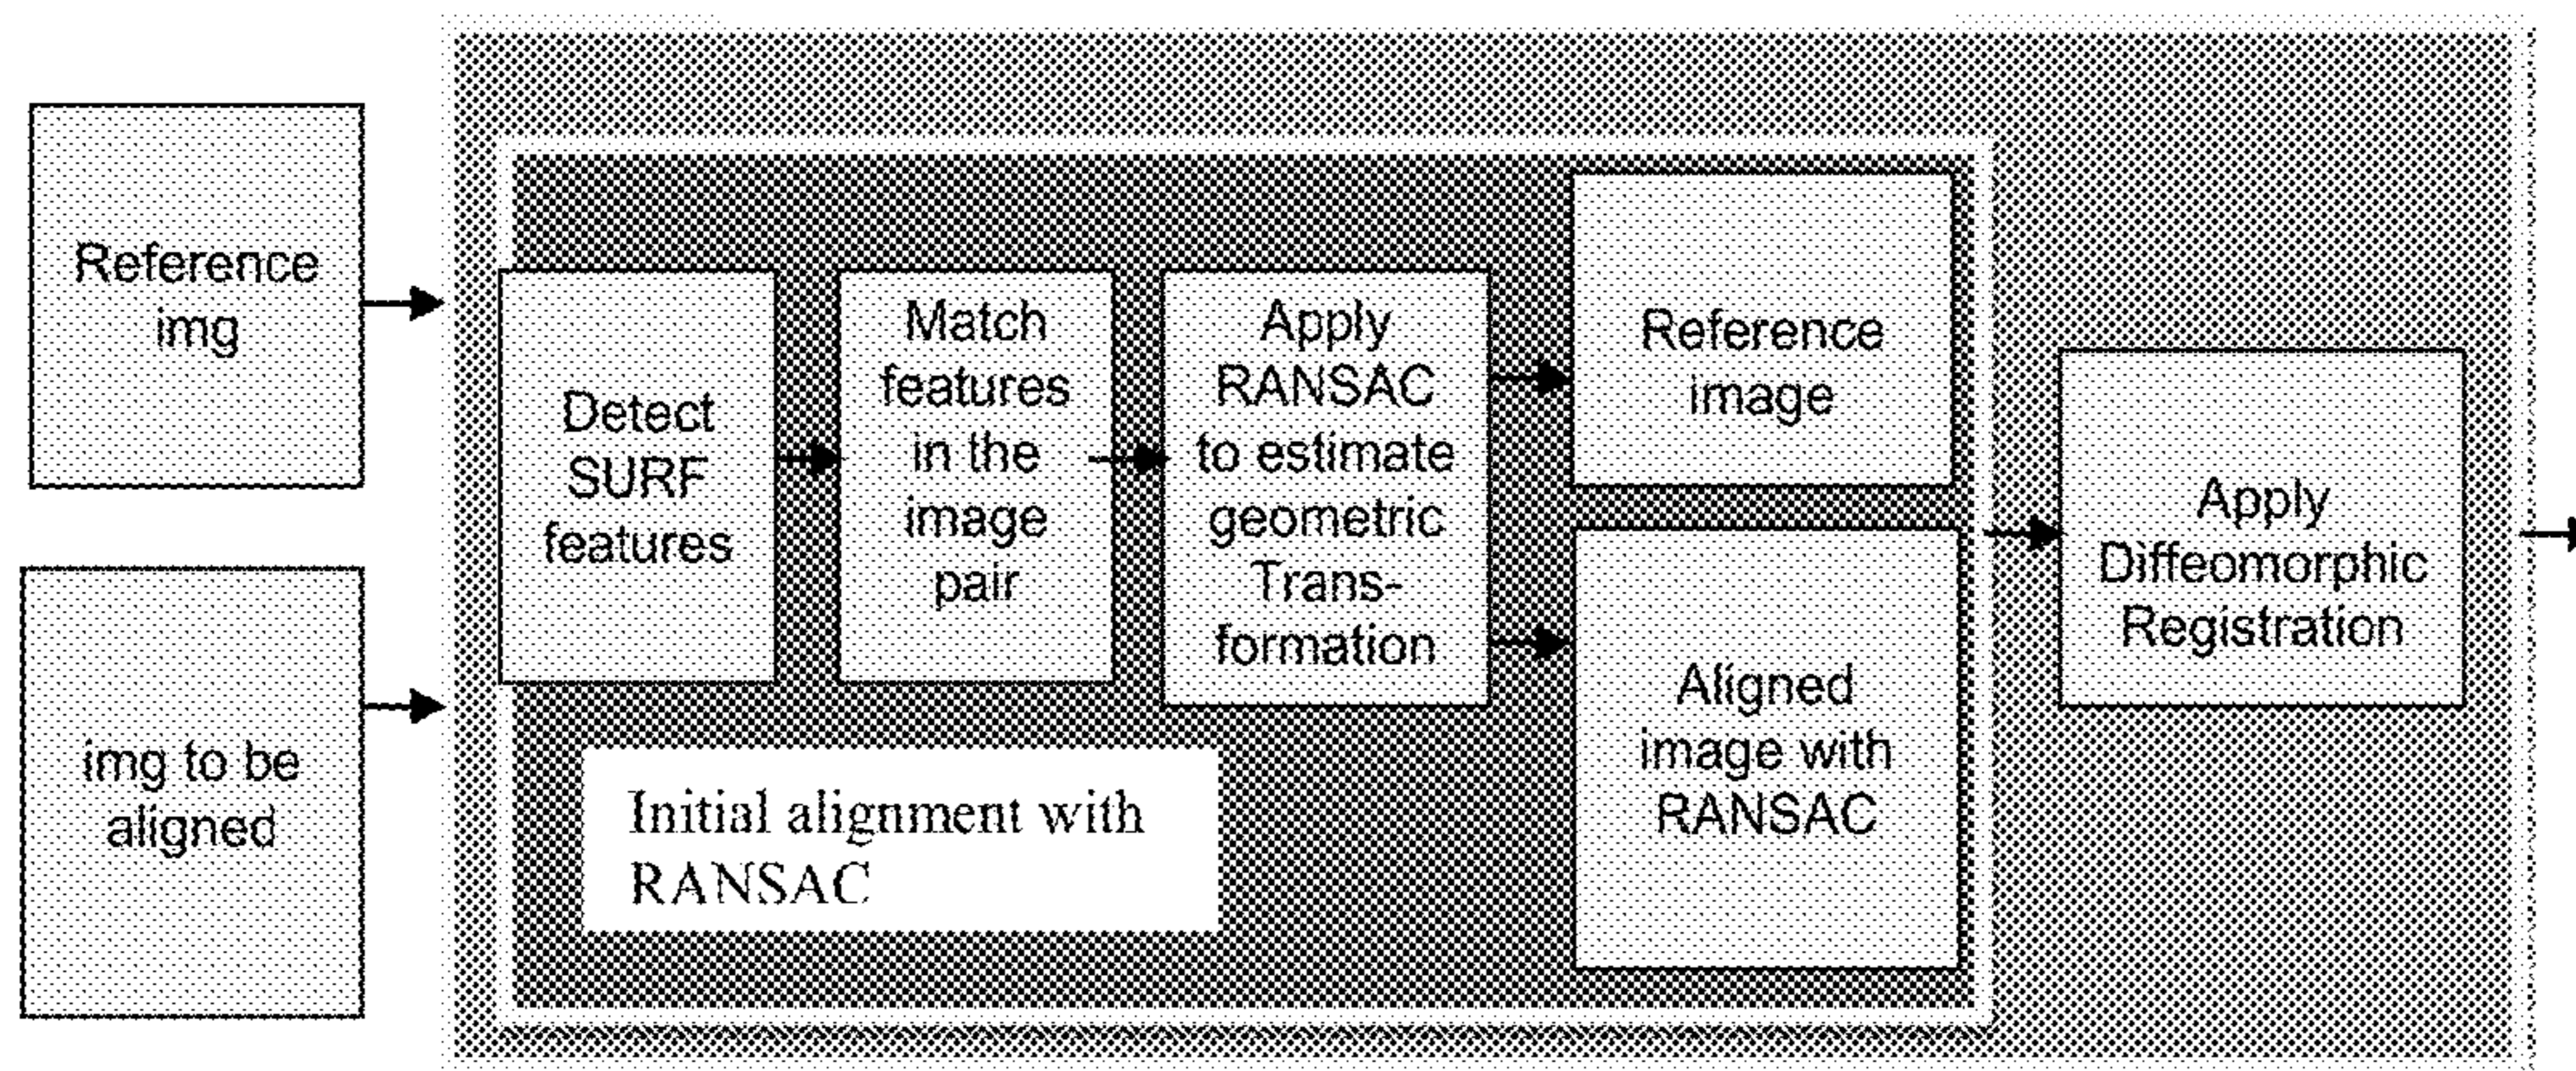 Reference
img
img to be
aligned
Detect
SURF
features
Match
features
in the
image
pair
Apply
RANSAC
to estimate
geometric
Trans-
formation
Reference
image
Aligned
image with
RANSAC
Initial alignment with
RANSAC
Apply
Diffeomorphic
Registration